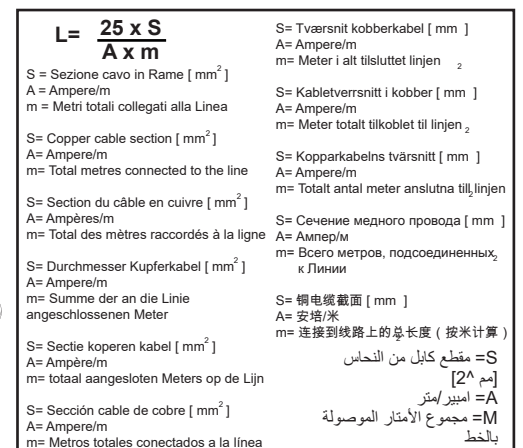 L= 25 x S
A x m
S = Sezione cavo in Rame [ mm² ]
A = Ampere/m
m = Metri totali collegati alla Linea
S= Copper cable section [ mm² ]
A= Ampere/m
m= Total metres connected to the line
S= Section du câble en cuivre [ mm² ]
A= Ampères/m
m= Total des mètres raccordés à la ligne
S= Durchmesser Kupferkabel [ mm² ]
A= Ampere/m
m= Summe der an die Linie
angeschlossenen Meter
S= Sectie koperen kabel [ mm² ]
A= Ampère/m
m= totaal aangesloten Meters op de Lijn
S= Sección cable de cobre [ mm² ]
A= Ampere/m
m= Metros totales conectados a la línea
S= Tværsnit kobberkabel [ mm ]
A= Ampere/m
m= Meter i alt tilsluttet linjen 2
S= Kabletverrsnitt i kobber [ mm ]
A= Ampere/m
m= Meter totalt tilkoblet til linjen 2
S= Kopparkabelns tvärsnitt [ mm ]
A= Ampere/m
m= Totalt antal meter anslutna till 2 linjen
S= Сечение медного провода [ mm ]
A= Ампер/м
m= Всего метров, подсоединенных 2
к Линии
S= 铜电缆截面 [ mm ]
A= 安培/米
m= 连接到线路上的总长度 ( 按米计算 ) 2
S= مقطع كابل من النحاس
[مم ^2]
A= امبير/متر
M= مجموع الأمتار الموصولة
بالخط